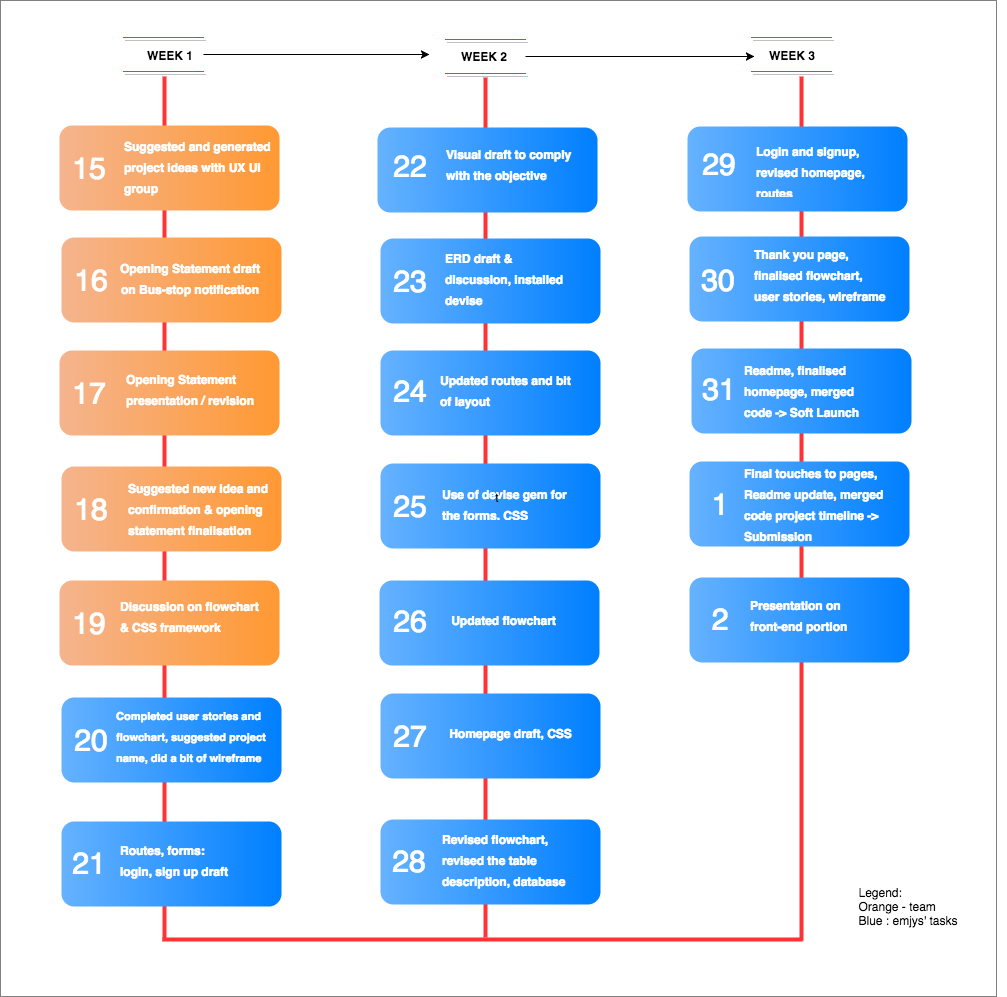 WEEK 1
WEEK 2
WEEK 3
15
Suggested and generated
project ideas with UX UI
group
16
Opening Statement draft
on Bus-stop notification
17
Opening Statement
presentation / revision
18
Suggested new idea and
confirmation & opening
statement finalisation
19
Discussion on flowchart
& CSS framework
20
Completed user stories and
flowchart, suggested project
name, did a bit of wireframe
21
Routes, forms:
login, sign up draft
22
Visual draft to comply
with the objective
23
ERD draft &
discussion, installed
devise
24
Updated routes and bit
of layout
25
Use of devise gem for
the forms. CSS
26
Updated flowchart
27
Homepage draft, CSS
28
Revised flowchart,
revised the table
description, database
29
Login and signup,
revised homepage,
routes
30
Thank you page,
finalised flowchart,
user stories, wireframe
31
Readme, finalised
homepage, merged
code -> Soft Launch
1
Final touches to pages,
Readme update, merged
code project timeline ->
Submission
2
Presentation on
front-end portion
Legend:
Orange - team
Blue : emjys' tasks